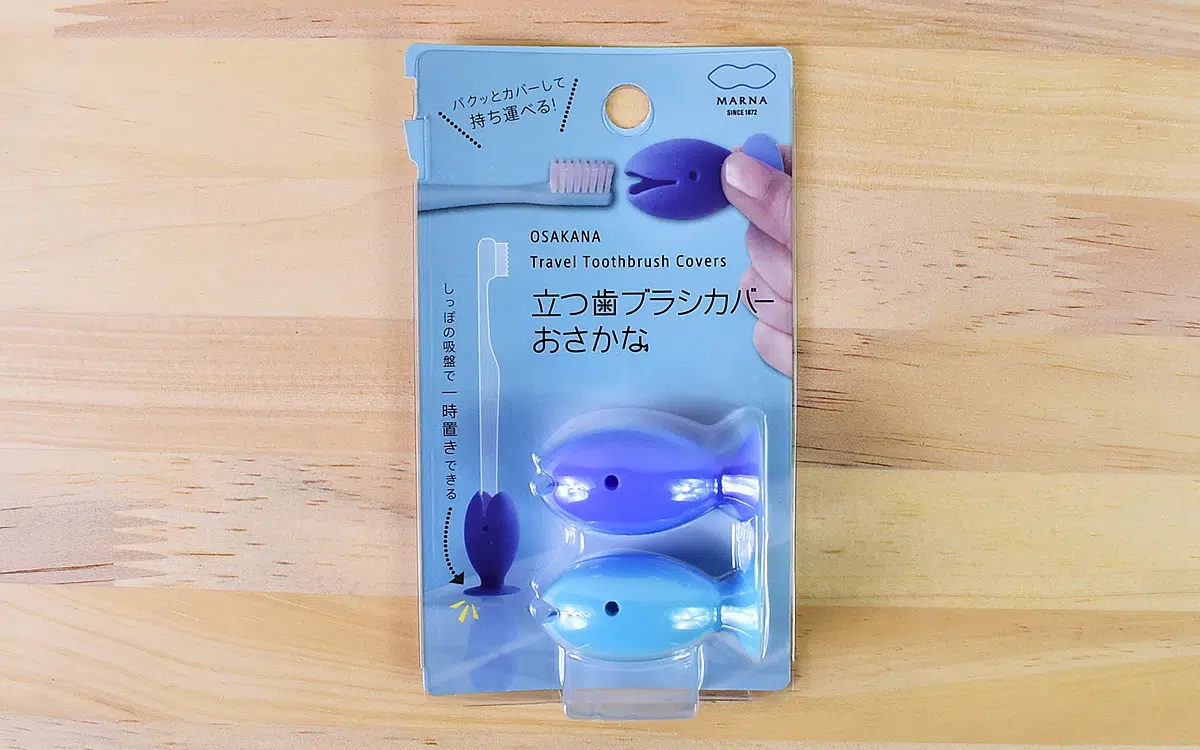 パクッとカバーして
持ち運べる!
MARNA
SINCE 1872
OSAKANA
Travel Toothbrush Covers
立つ歯ブラシカバー
おさかな
しっぽの吸盤で一時置きできる